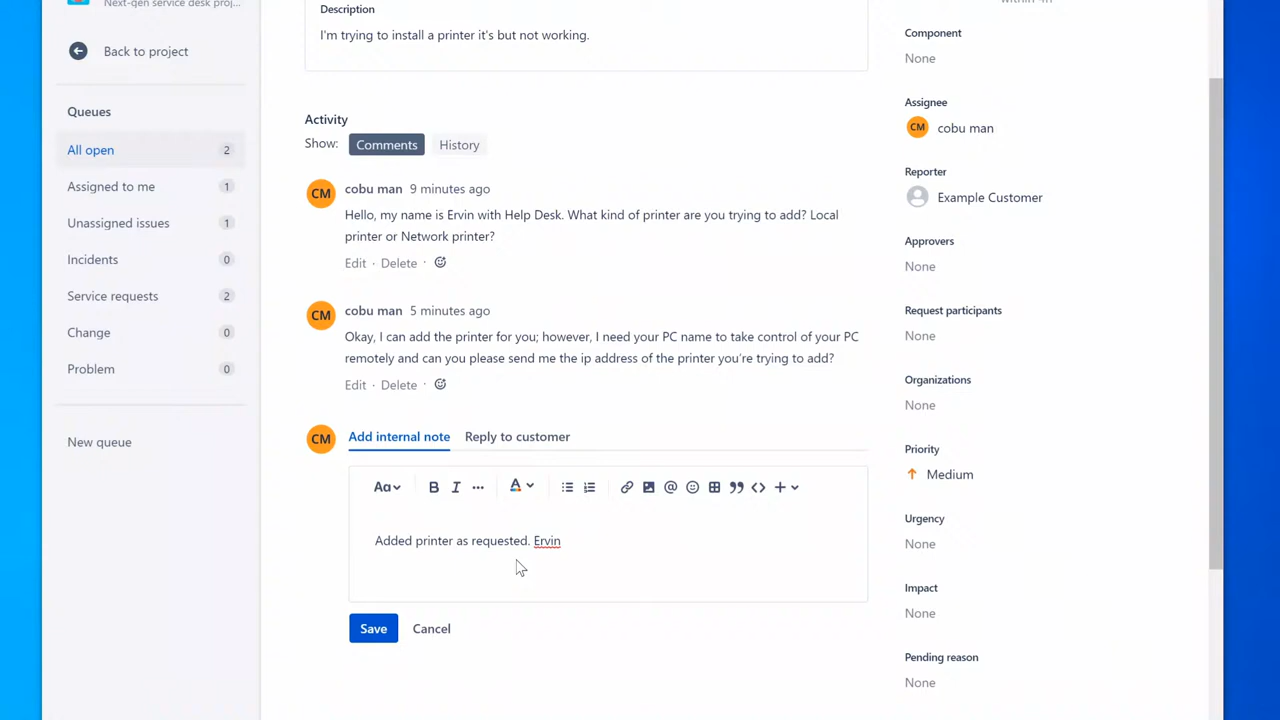 Next-gen service desk proj...
Back to project
Queues
All open 2
Assigned to me 1
Unassigned issues 1
Incidents 0
Service requests 2
Change 0
Problem 0
New queue
Description
I'm trying to install a printer it's but not working.
Activity
Show: Comments History
CM cobu man 9 minutes ago
Hello, my name is Ervin with Help Desk. What kind of printer are you trying to add? Local
printer or Network printer?
Edit · Delete ·
CM cobu man 5 minutes ago
Okay, I can add the printer for you; however, I need your PC name to take control of your PC
remotely and can you please send me the ip address of the printer you're trying to add?
Edit · Delete ·
CM Add internal note Reply to customer
Aa B I ... A
Added printer as requested. Ervin
Save Cancel
within 4h
Component
None
Assignee
CM cobu man
Reporter
Example Customer
Approvers
None
Request participants
None
Organizations
None
Priority
Medium
Urgency
None
Impact
None
Pending reason
None